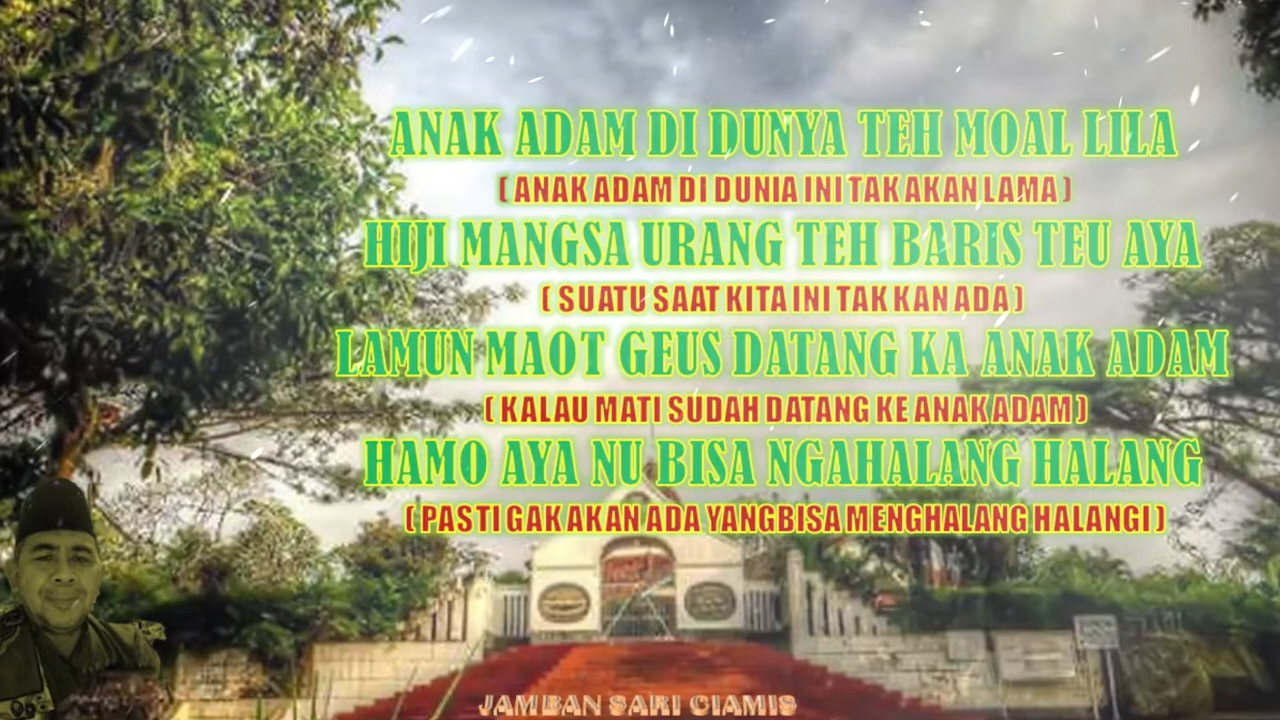 ANAK ADAM DI DUNYA TEH MOAL LILA
( ANAK ADAM DI DUNIA INI TAK AKAN LAMA )
HIJI MANGSA URANG TEH BARIS TEU AYA
( SUATU SAAT KITA INI TAK KAN ADA )
LAMUN MAOT GEUS DATANG KA ANAK ADAM
( KALAU MATI SUDAH DATANG KE ANAK ADAM )
HAMO AYA NU BISA NGAHALANG HALANG
( PASTI GAK AKAN ADA YANG BISA MENGHALANG HALANGI )
JAMBAN SARI CIAMIS